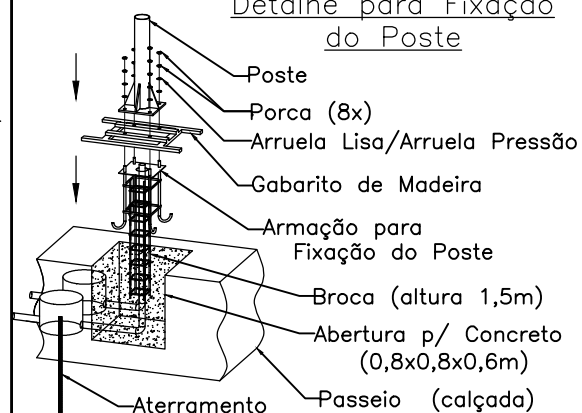 Detalhe para Fixação
do Poste
Poste
Porca (8x)
Arruela Lisa/Arruela Pressão
Gabarito de Madeira
Armação para
Fixação do Poste
Broca (altura 1,5m)
Abertura p/ Concreto
(0,8x0,8x0,6m)
Passeio (calçada)
Aterramento